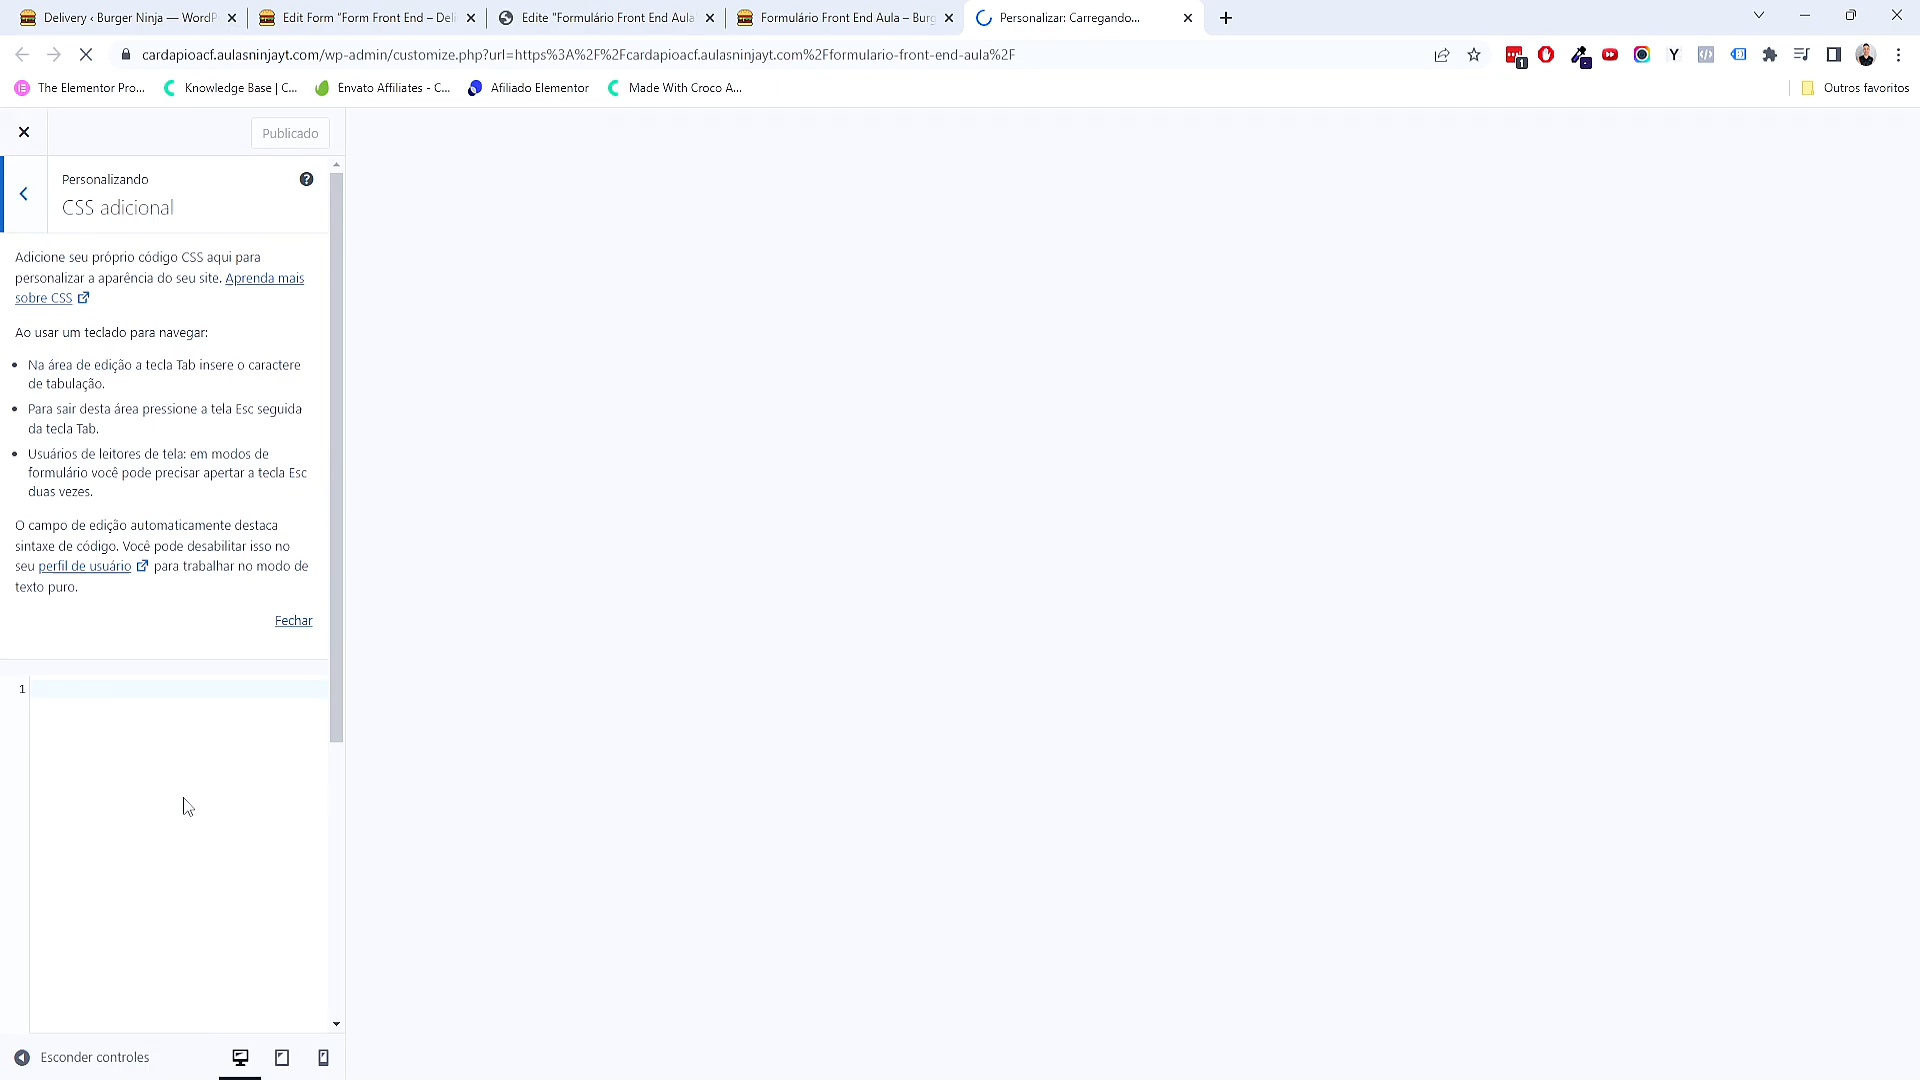 Delivery ‹ Burger Ninja — WordP
Edit Form "Form Front End – Deli
Edite "Formulário Front End Aula
Formulário Front End Aula – Burg
Personalizar: Carregando...
cardapioacf.aulasninjayt.com/wp-admin/customize.php?url=https%3A%2F%2Fcardapioacf.aulasninjayt.com%2Fformulario-front-end-aula%2F
1
Y
The Elementor Pro...
Knowledge Base | C...
Envato Affiliates - C...
Afiliado Elementor
Made With Croco A...
Outros favoritos
Publicado
Personalizando
CSS adicional
Adicione seu próprio código CSS aqui para
personalizar a aparência do seu site. Aprenda mais
sobre CSS
Ao usar um teclado para navegar:
Na área de edição a tecla Tab insere o caractere
de tabulação.
Para sair desta área pressione a tela Esc seguida
da tecla Tab.
Usuários de leitores de tela: em modos de
formulário você pode precisar apertar a tecla Esc
duas vezes.
O campo de edição automaticamente destaca
sintaxe de código. Você pode desabilitar isso no
seu perfil de usuário para trabalhar no modo de
texto puro.
Fechar
1
Esconder controles